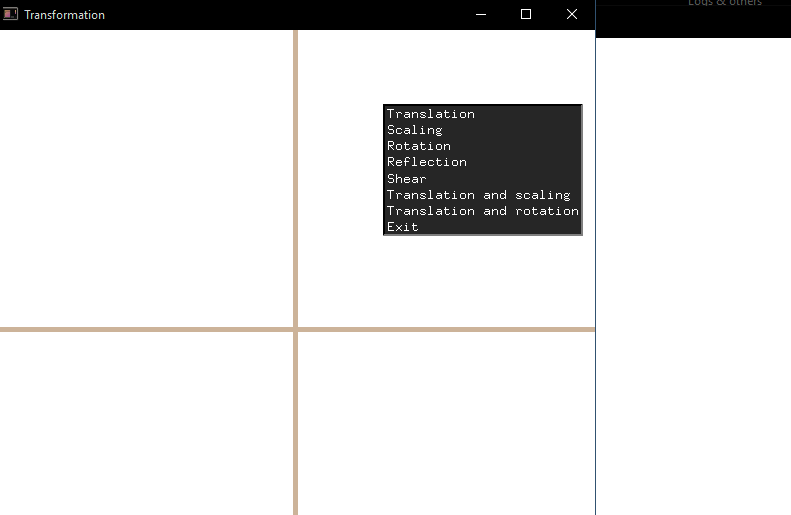 Transformation
Logs & others
Translation
Scaling
Rotation
Reflection
Shear
Translation and scaling
Translation and rotation
Exit